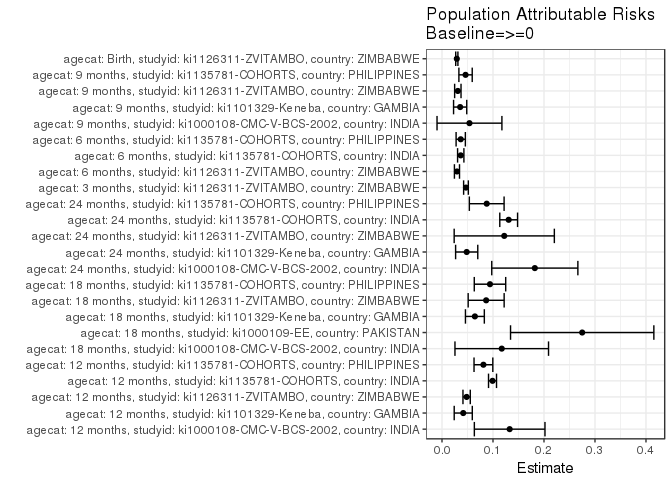 Population Attributable Risks
Baseline=>=0
agecat: Birth, studyid: ki1126311-ZVITAMBO, country: ZIMBABWE
agecat: 9 months, studyid: ki1135781-COHORTS, country: PHILIPPINES
agecat: 9 months, studyid: ki1126311-ZVITAMBO, country: ZIMBABWE
agecat: 9 months, studyid: ki1101329-Keneba, country: GAMBIA
agecat: 9 months, studyid: ki1000108-CMC-V-BCS-2002, country: INDIA
agecat: 6 months, studyid: ki1135781-COHORTS, country: PHILIPPINES
agecat: 6 months, studyid: ki1135781-COHORTS, country: INDIA
agecat: 6 months, studyid: ki1126311-ZVITAMBO, country: ZIMBABWE
agecat: 3 months, studyid: ki1126311-ZVITAMBO, country: ZIMBABWE
agecat: 24 months, studyid: ki1135781-COHORTS, country: PHILIPPINES
agecat: 24 months, studyid: ki1135781-COHORTS, country: INDIA
agecat: 24 months, studyid: ki1126311-ZVITAMBO, country: ZIMBABWE
agecat: 24 months, studyid: ki1101329-Keneba, country: GAMBIA
agecat: 24 months, studyid: ki1000108-CMC-V-BCS-2002, country: INDIA
agecat: 18 months, studyid: ki1135781-COHORTS, country: PHILIPPINES
agecat: 18 months, studyid: ki1126311-ZVITAMBO, country: ZIMBABWE
agecat: 18 months, studyid: ki1101329-Keneba, country: GAMBIA
agecat: 18 months, studyid: ki1000109-EE, country: PAKISTAN
agecat: 18 months, studyid: ki1000108-CMC-V-BCS-2002, country: INDIA
agecat: 12 months, studyid: ki1135781-COHORTS, country: PHILIPPINES
agecat: 12 months, studyid: ki1135781-COHORTS, country: INDIA
agecat: 12 months, studyid: ki1126311-ZVITAMBO, country: ZIMBABWE
agecat: 12 months, studyid: ki1101329-Keneba, country: GAMBIA
agecat: 12 months, studyid: ki1000108-CMC-V-BCS-2002, country: INDIA
0.0 0.1 0.2 0.3 0.4
Estimate